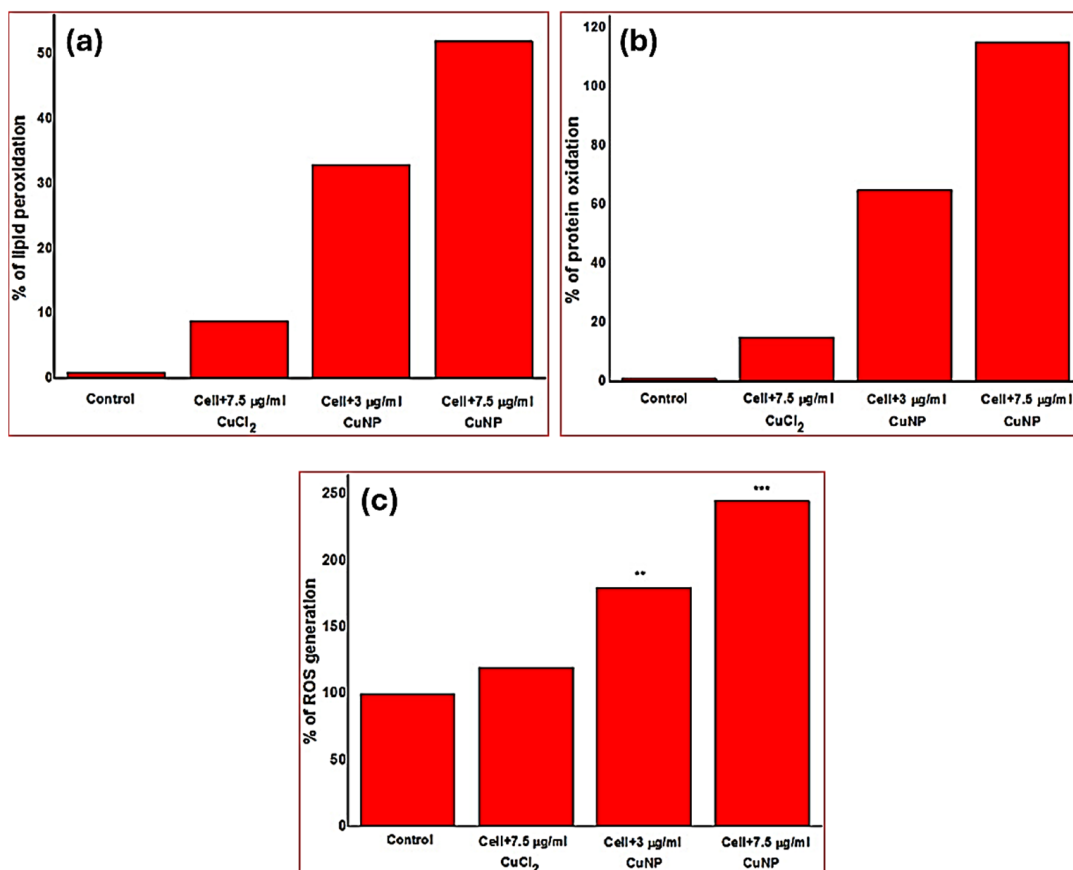 (a)
% of lipid peroxidation
50
40
30
20
10
0
Control
Cell+7.5 µg/ml
CuCl₂
Cell+3 µg/ml
CuNP
Cell+7.5 µg/ml
CuNP
(b)
% of protein oxidation
120
100
80
60
40
20
0
Control
Cell+7.5 µg/ml
CuCl₂
Cell+3 µg/ml
CuNP
Cell+7.5 µg/ml
CuNP
(c)
% of ROS generation
250
200
150
100
50
0
**
***
Control
Cell+7.5 µg/ml
CuCl₂
Cell+3 µg/ml
CuNP
Cell+7.5 µg/ml
CuNP